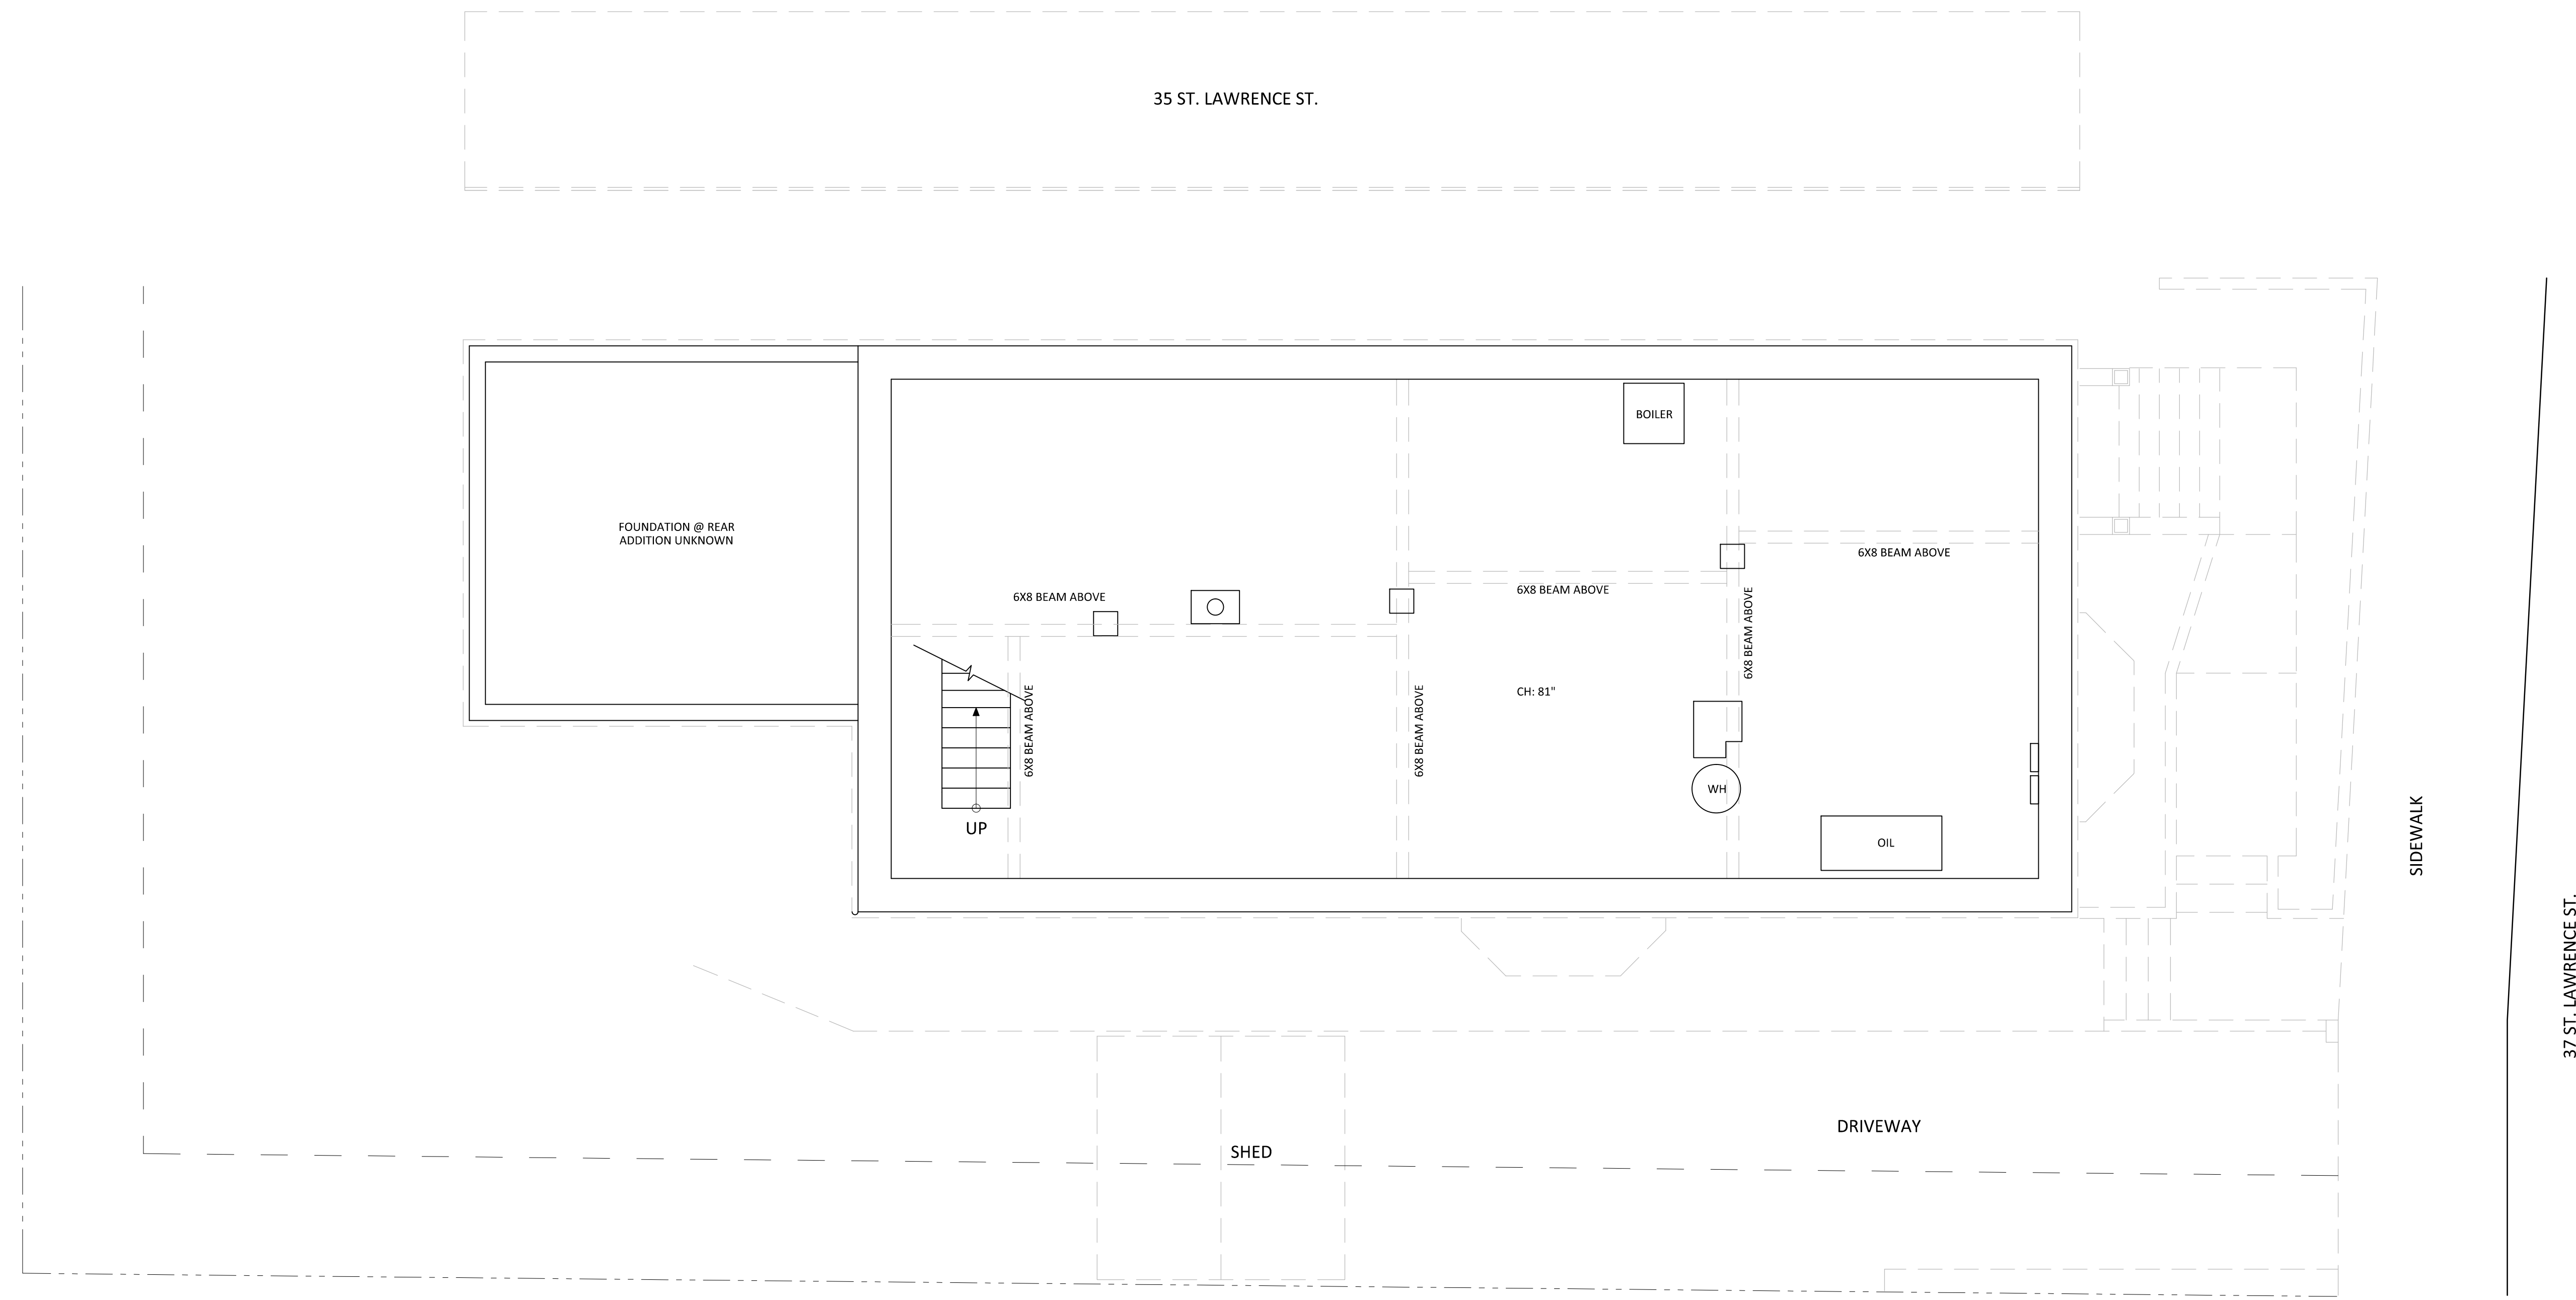 35 ST. LAWRENCE ST.
BOILER
FOUNDATION @ REAR
ADDITION UNKNOWN
6X8 BEAM ABOVE
6X8 BEAM ABOVE
6X8 BEAM ABOVE
6X8 BEAM ABOVE
6X8 BEAM ABOVE
6X8 BEAM ABOVE
CH: 81"
WH
UP
OIL
SIDEWALK
37 ST. LAWRENCE ST.
DRIVEWAY
SHED